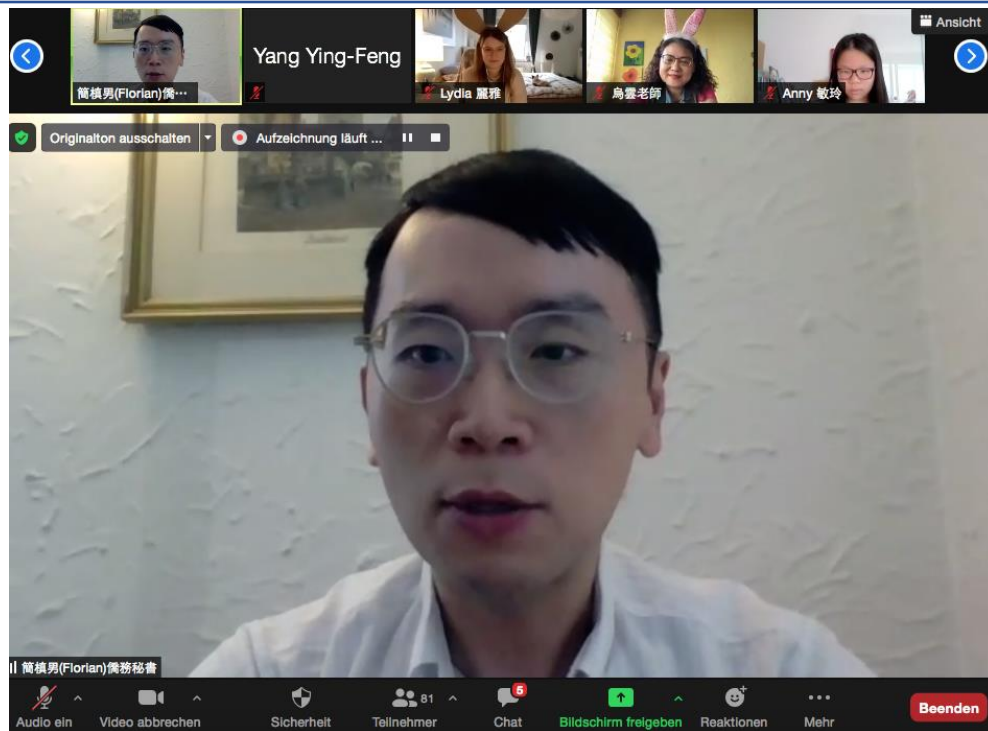 Ansicht
Yang Ying-Feng
簡槙男(Florian)僑…
Lydia 麗雅
烏雲老師
Anny 敏玲
Originalton ausschalten
Aufzeichnung läuft ...
簡槙男(Florian)僑務秘書
81
5
Audio ein
Video abbrechen
Sicherheit
Teilnehmer
Chat
Bildschirm freigeben
Reaktionen
Mehr
Beenden